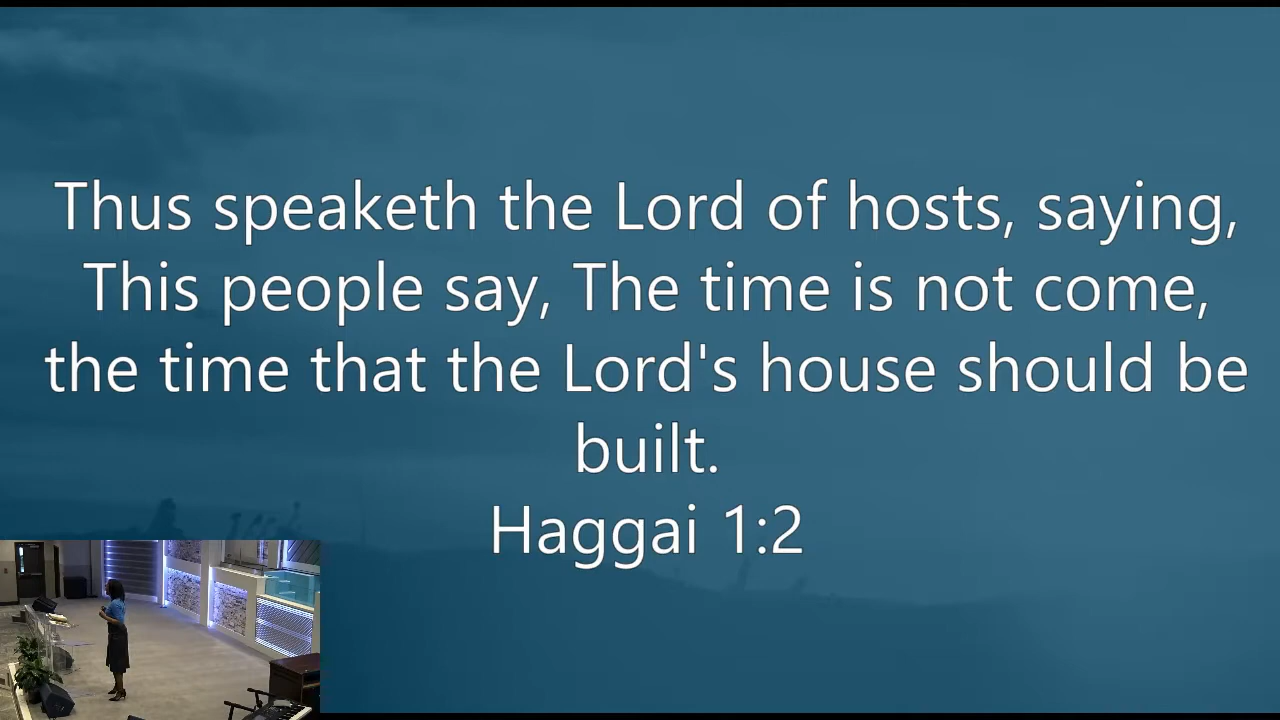 Thus speaketh the Lord of hosts, saying,
This people say, The time is not come,
the time that the Lord's house should be
built.
Haggai 1:2